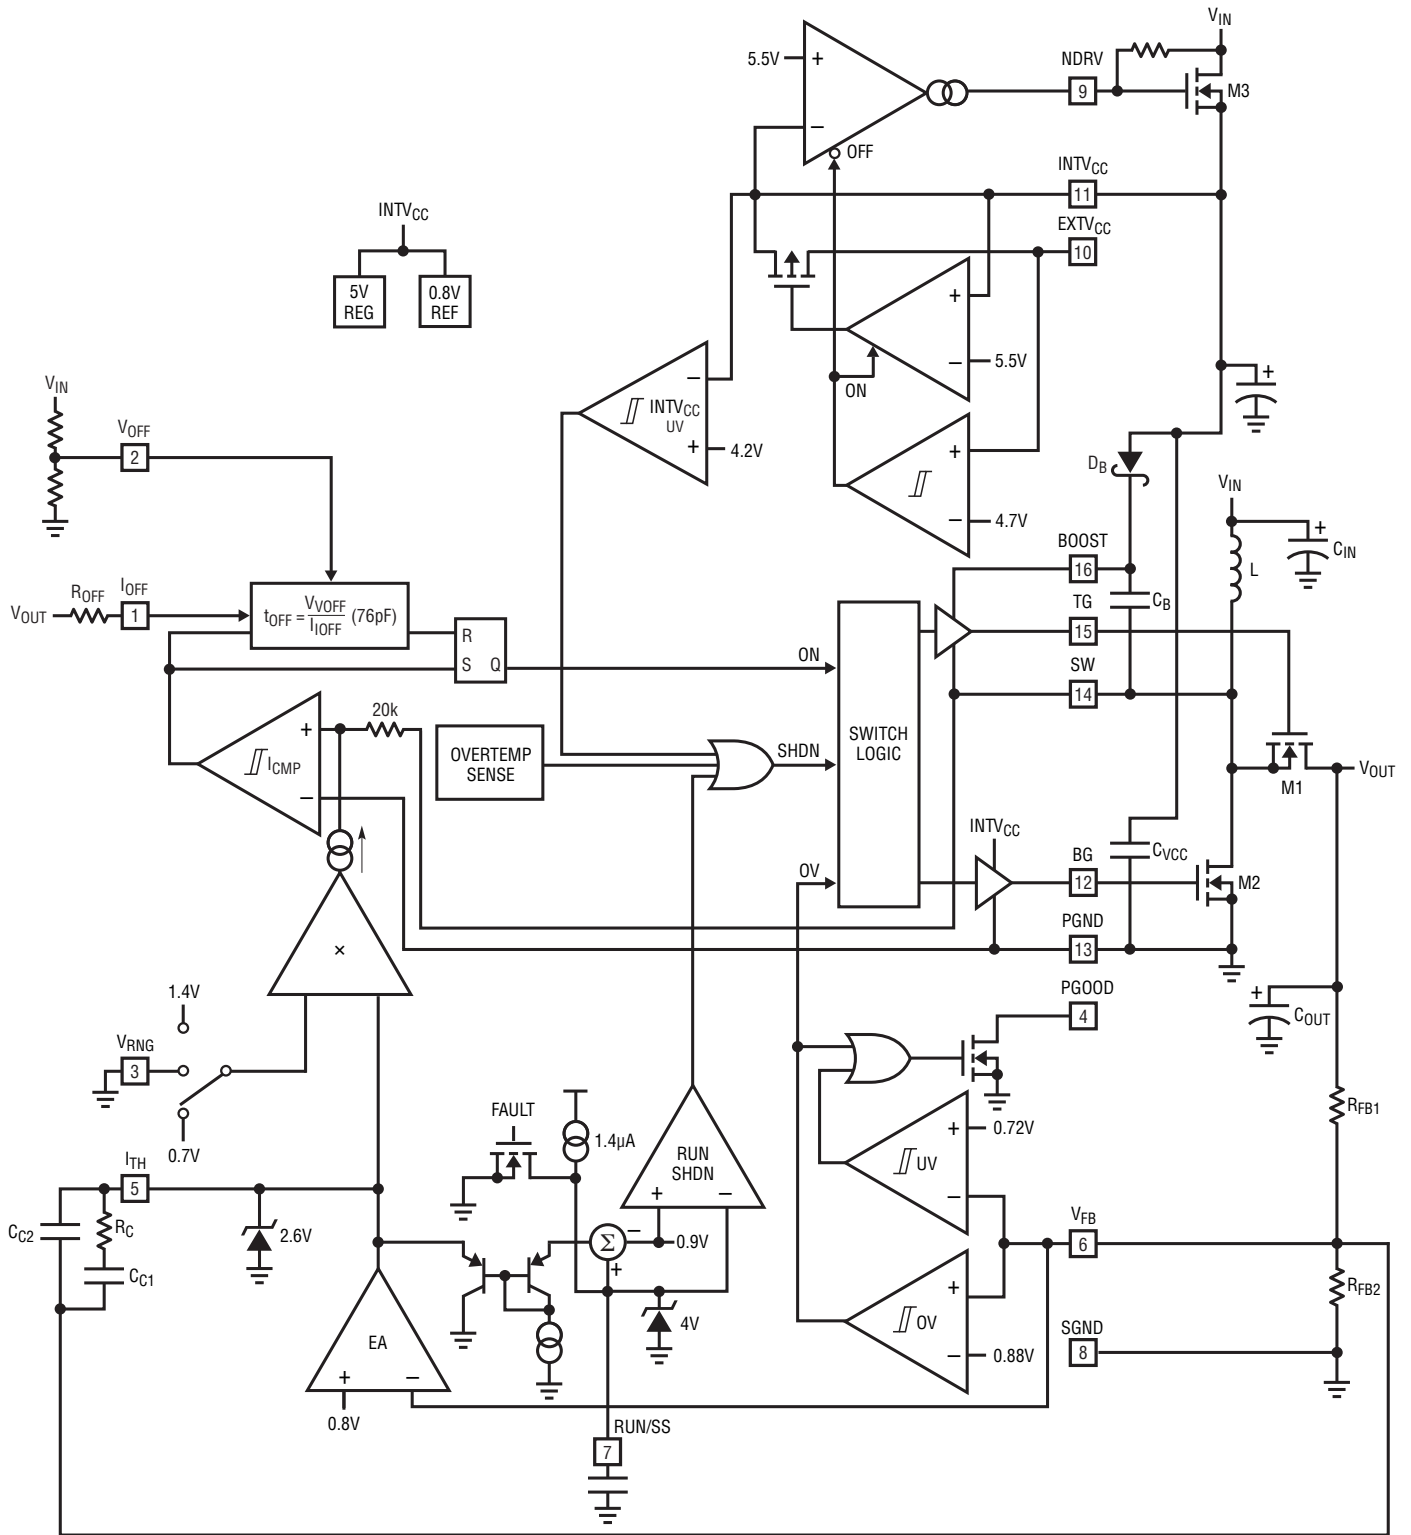 V_IN
NDRV
5.5V
+
9
M3
−
OFF
INTV_CC
11
EXTV_CC
10
INTV_CC
5V
REG
0.8V
REF
+
−
5.5V
ON
+
V_IN
V_OFF
2
−
INTV_CC
UV
+
4.2V
+
−
4.7V
D_B
V_IN
+
C_IN
L
BOOST
16
C_B
TG
15
SW
14
R_OFF
I_OFF
V_OUT
1
t_OFF = V_VOFF / I_IOFF (76pF)
R
S
Q
ON
20k
+
I_CMP
−
OVERTEMP
SENSE
SHDN
SWITCH
LOGIC
V_OUT
M1
INTV_CC
BG
12
C_VCC
M2
OV
PGND
13
×
1.4V
V_RNG
3
0.7V
PGOOD
4
+
C_OUT
FAULT
1.4µA
RUN
SHDN
+
−
+
0.72V
UV
−
R_FB1
I_TH
5
C_C2
R_C
C_C1
2.6V
Σ
−
+
0.9V
4V
V_FB
6
R_FB2
+
OV
−
0.88V
SGND
8
EA
+
−
0.8V
RUN/SS
7